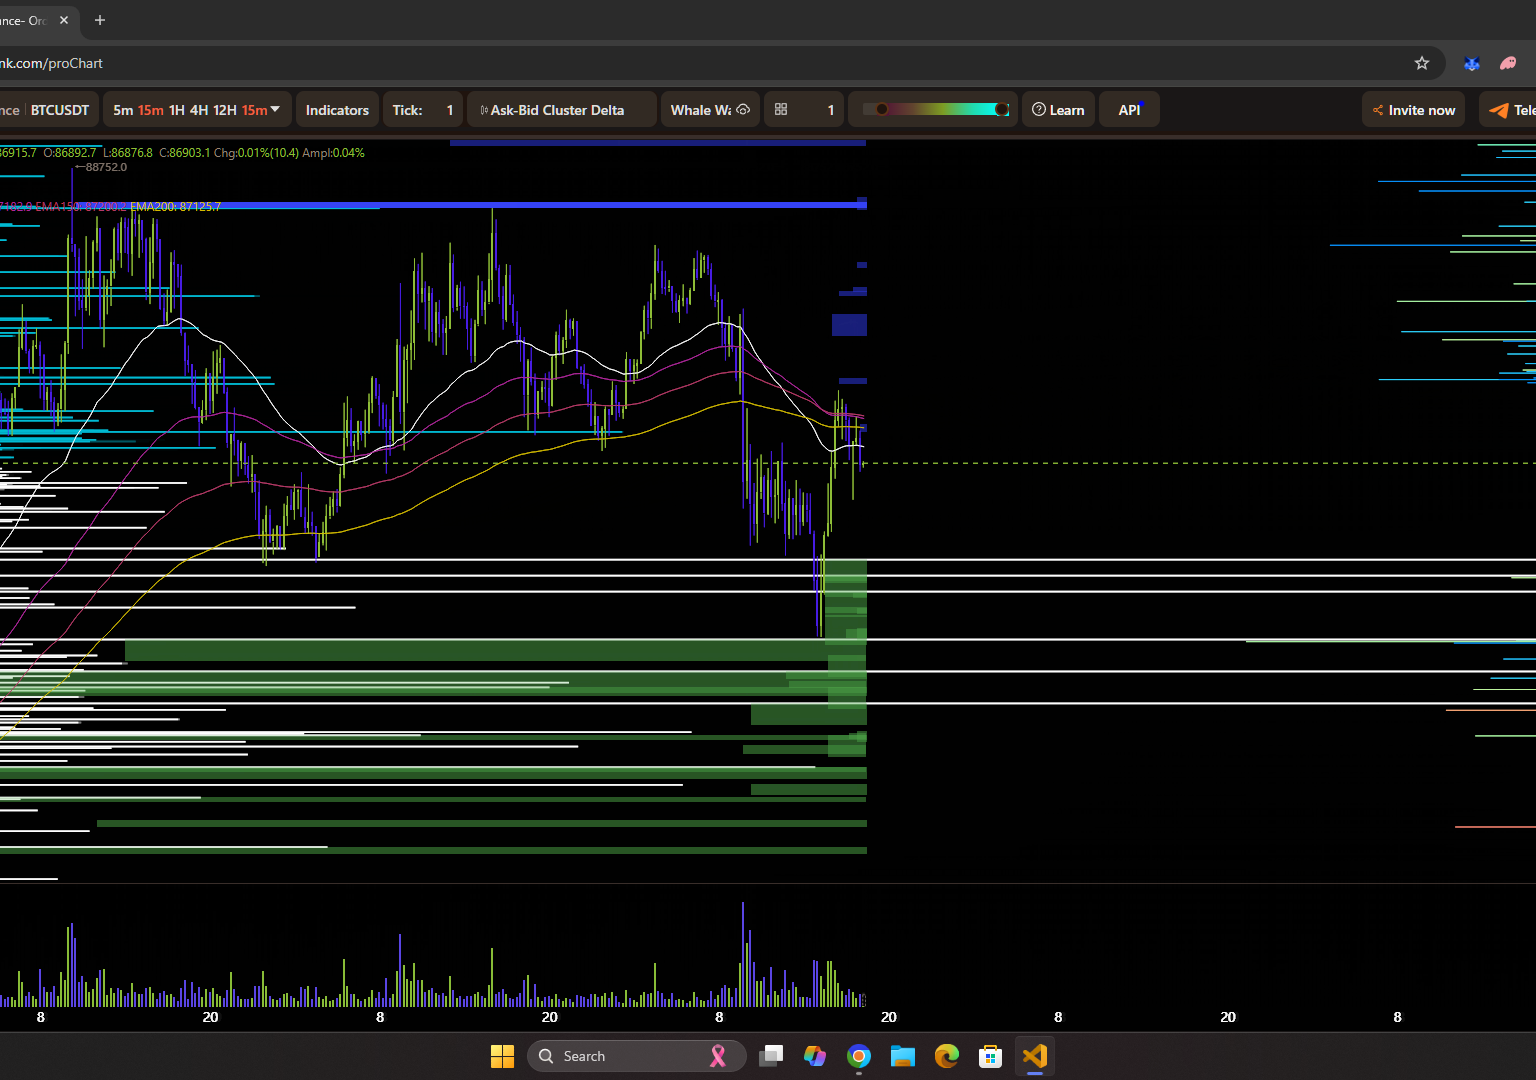 ance- Orc
nk.com/proChart
nce BTCUSDT 5m 15m 1H 4H 12H 15m Indicators Tick: 1 Ask-Bid Cluster Delta Whale Wa 1 Learn API Invite now Tele
86915.7 O:86892.7 L:86876.8 C:86903.1 Chg:0.01%(10.4) Ampl:0.04%
←88752.0
EMA150: 87200.2 EMA200: 87125.7
8 20 8 20 8 20 8 20 8
Search